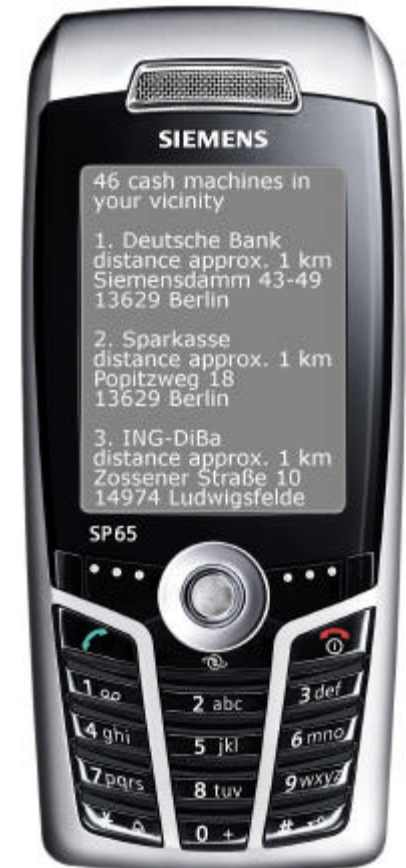 SIEMENS
46 cash machines in
your vicinity
1. Deutsche Bank
distance approx. 1 km
Siemensdamm 43-49
13629 Berlin
2. Sparkasse
distance approx. 1 km
Popitzweg 18
13629 Berlin
3. ING-DiBa
distance approx. 1 km
Zossener Straße 10
14974 Ludwigsfelde
SP65
1
2 abc
3 def
4 ghi
5 jkl
6 mno
7 pqrs
8 tuv
9 wxyz
*
0 +
#